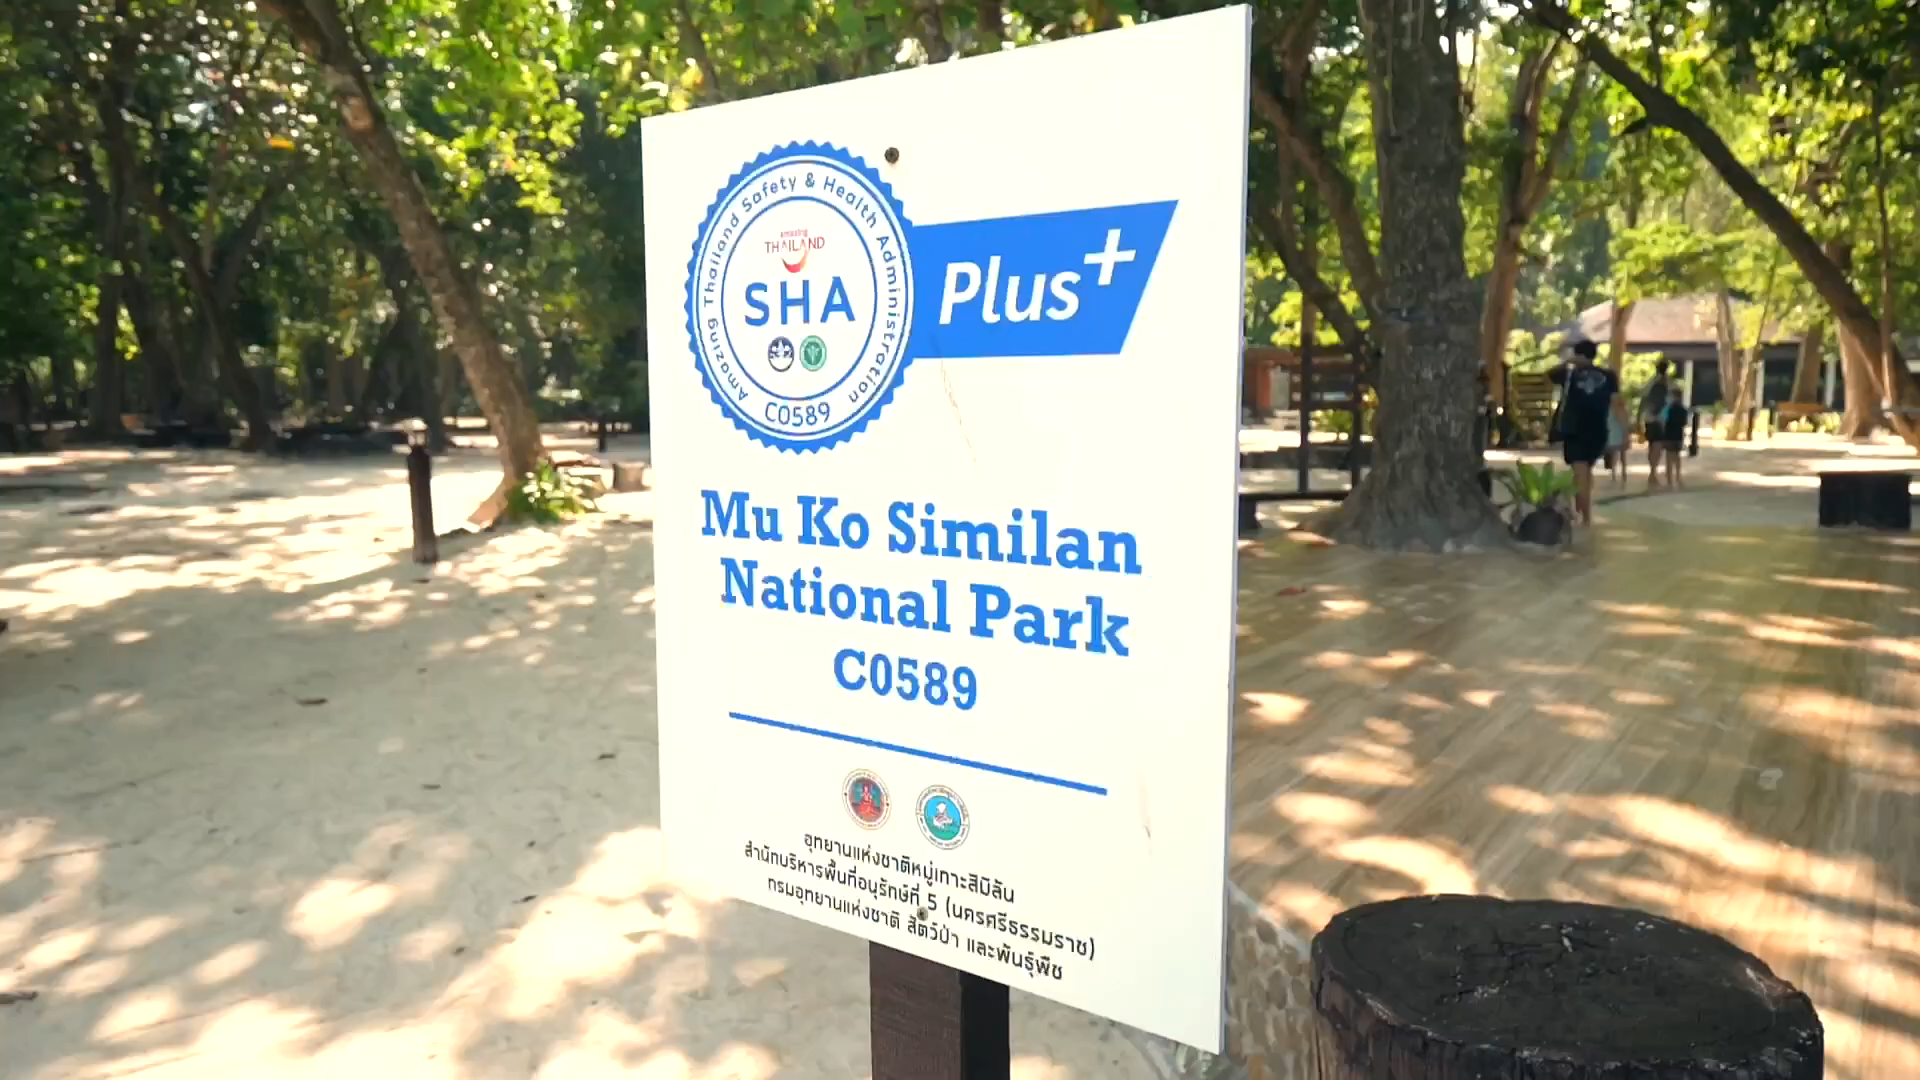 Amazing Thailand Safety & Health Administration
amazing
THAILAND
SHA
C0589
Plus+
Mu Ko Similan
National Park
C0589
อุทยานแห่งชาติหมู่เกาะสิมิลัน
สำนักบริหารพื้นที่อนุรักษ์ที่ 5 (นครศรีธรรมราช)
กรมอุทยานแห่งชาติ สัตว์ป่า และพันธุ์พืช